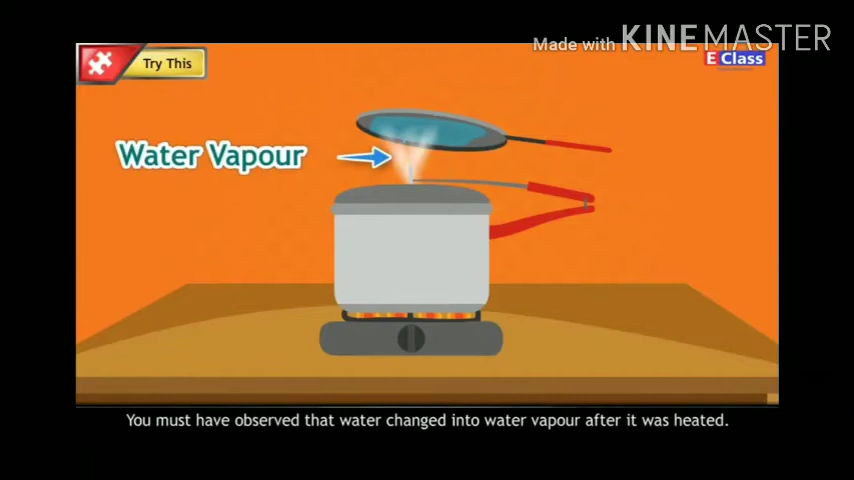 Made with KINEMASTER
Try This
E Class
Water Vapour
You must have observed that water changed into water vapour after it was heated.